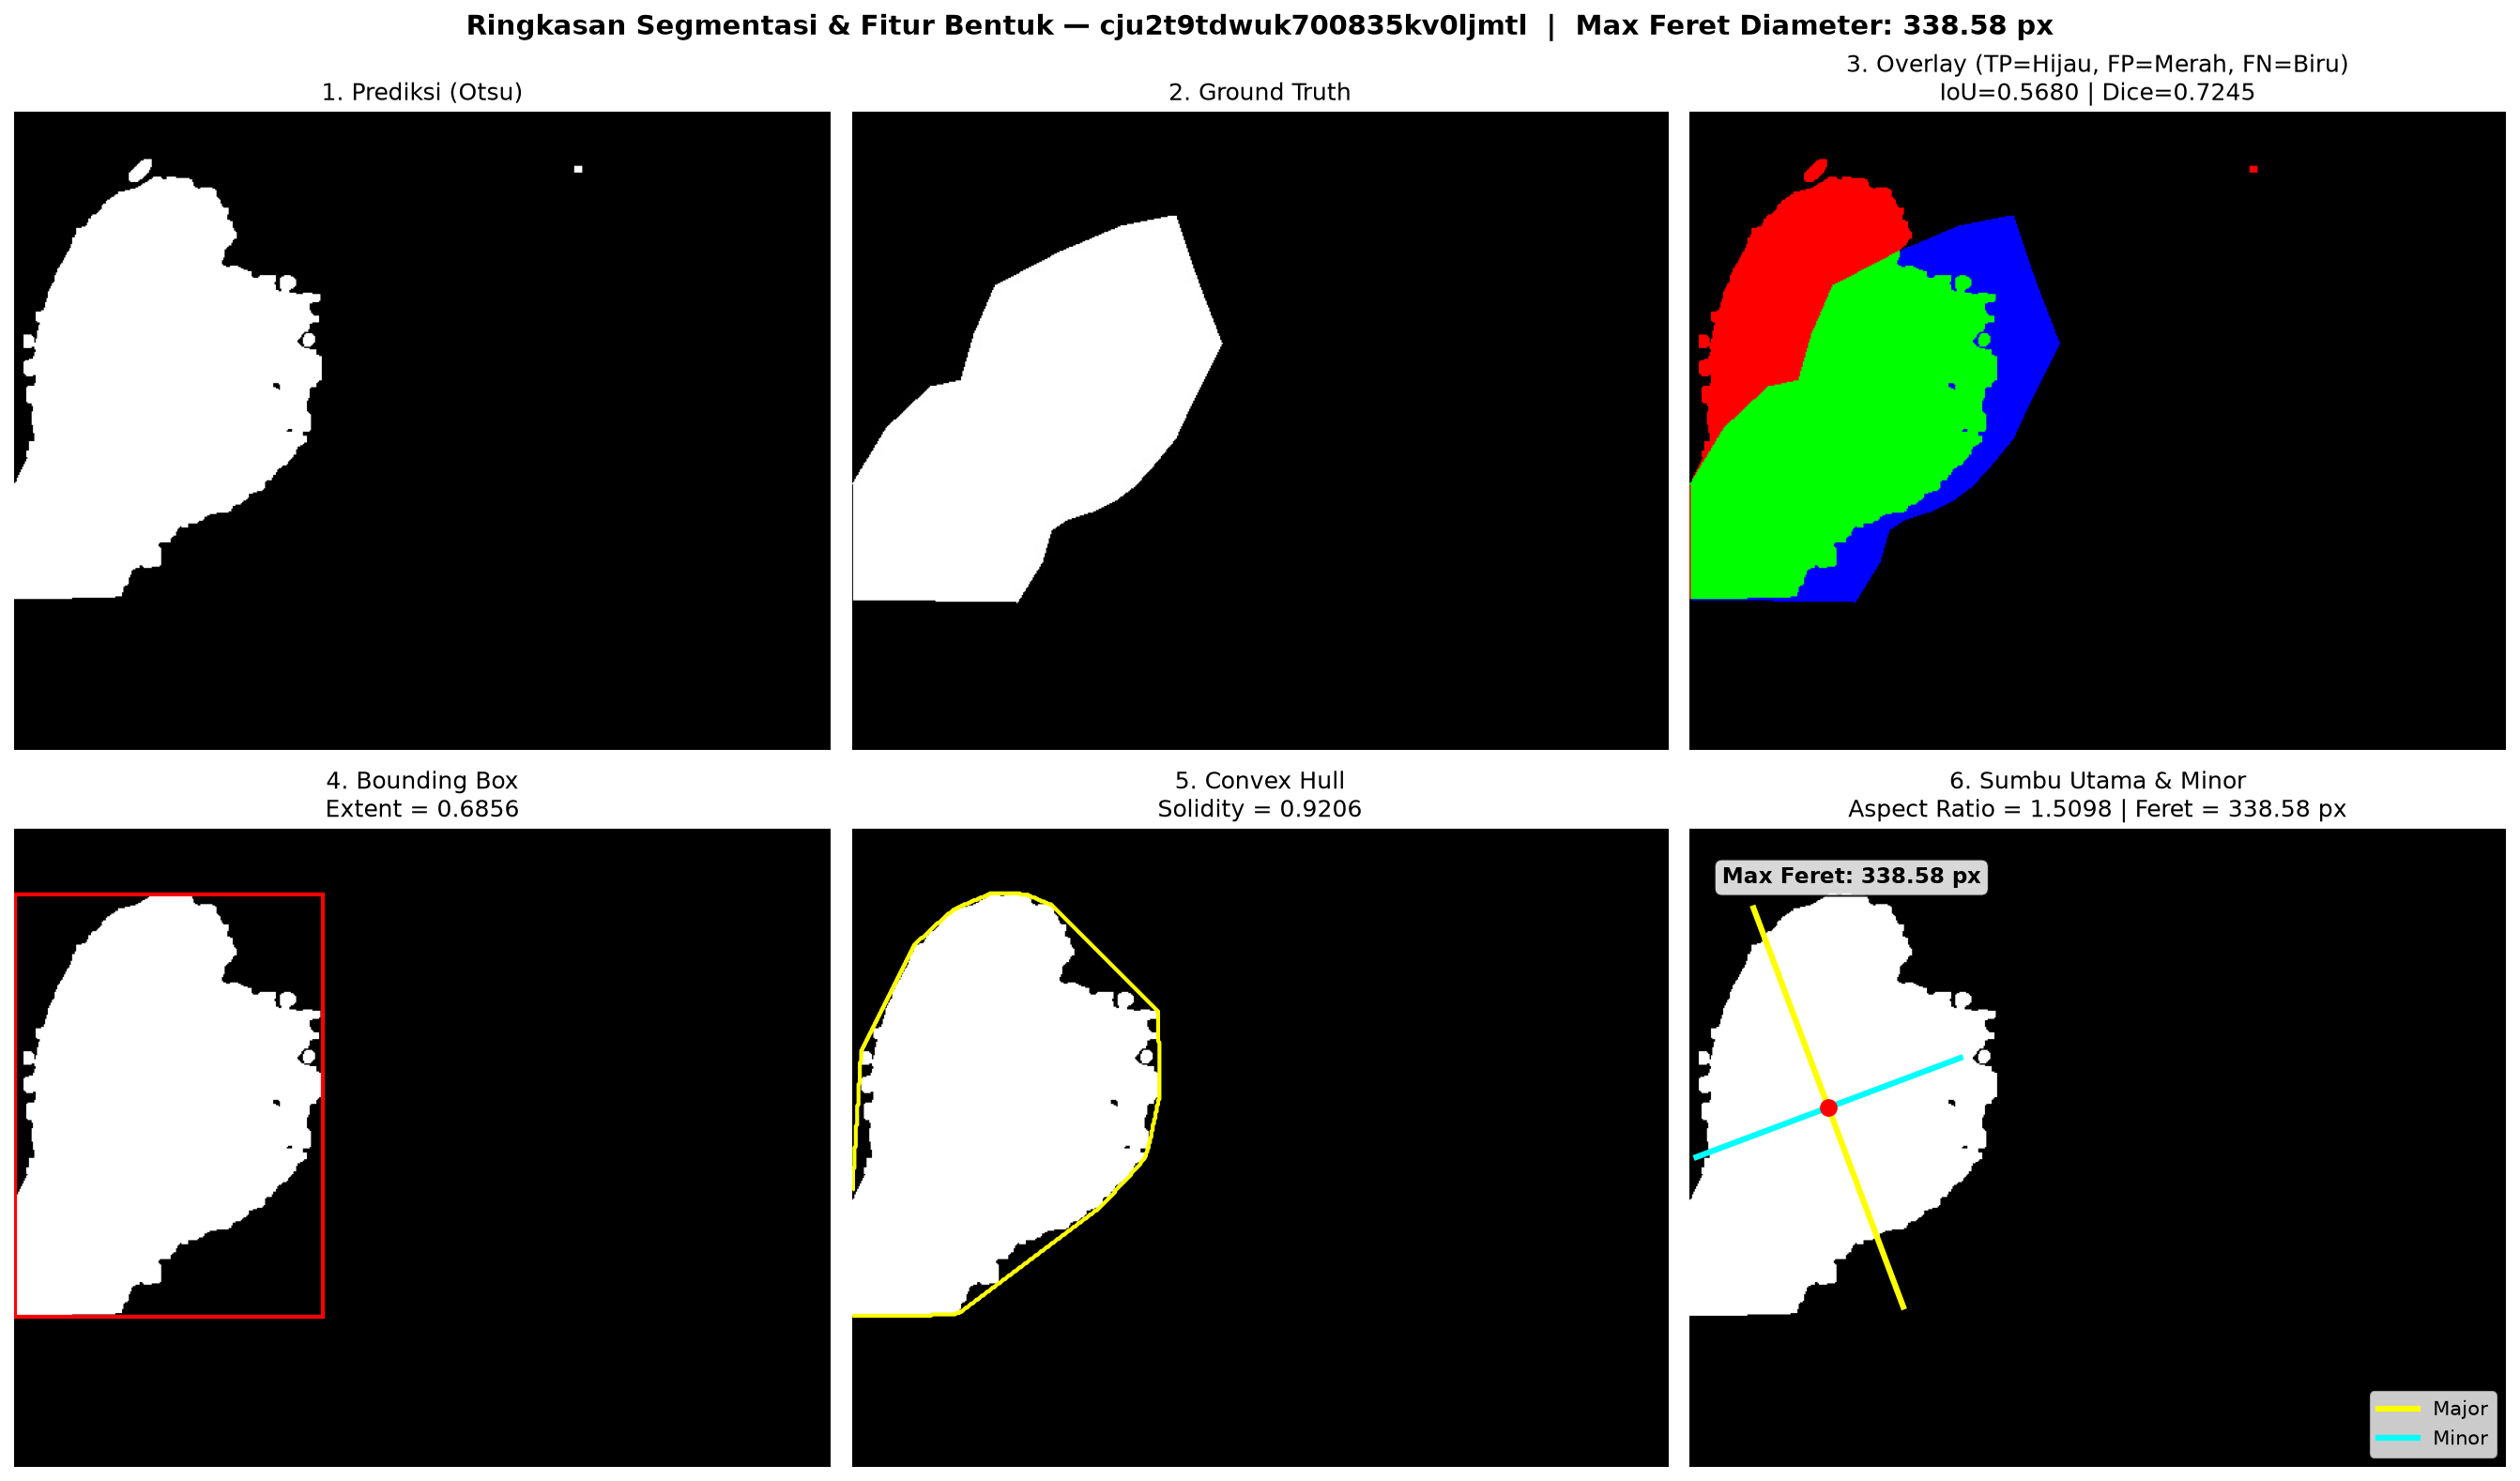 Ringkasan Segmentasi & Fitur Bentuk — cju2t9tdwuk700835kv0ljmtl | Max Feret Diameter: 338.58 px
1. Prediksi (Otsu)
2. Ground Truth
3. Overlay (TP=Hijau, FP=Merah, FN=Biru)
IoU=0.5680 | Dice=0.7245
4. Bounding Box
Extent = 0.6856
5. Convex Hull
Solidity = 0.9206
6. Sumbu Utama & Minor
Aspect Ratio = 1.5098 | Feret = 338.58 px
Max Feret: 338.58 px
Major
Minor